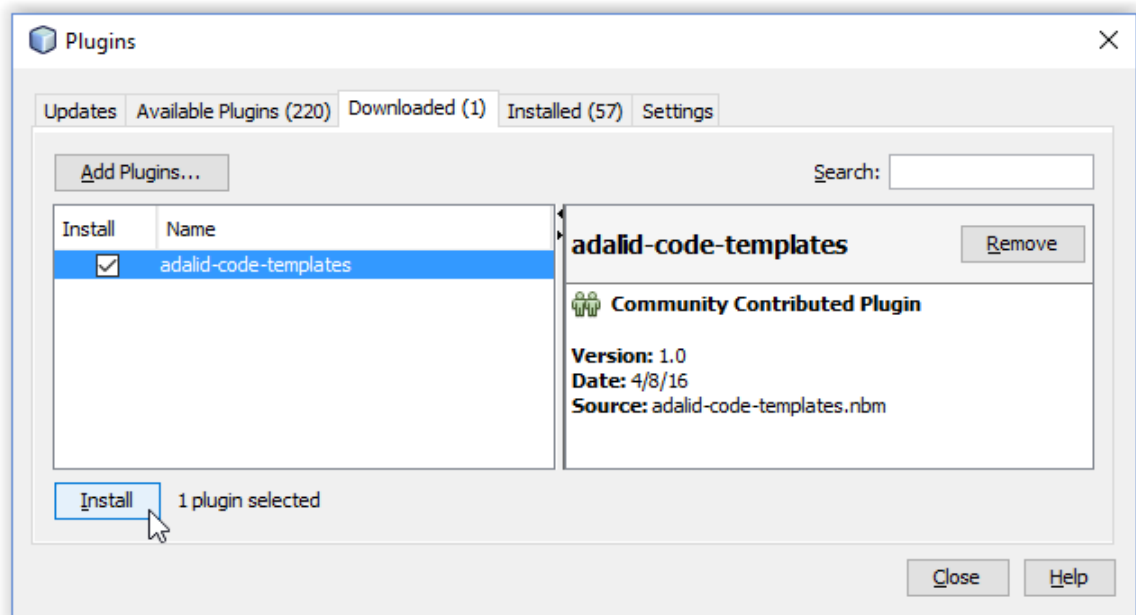 Plugins
Updates Available Plugins (220) Downloaded (1) Installed (57) Settings
Add Plugins... Search:
Install Name
adalid-code-templates
adalid-code-templates Remove
Community Contributed Plugin
Version: 1.0
Date: 4/8/16
Source: adalid-code-templates.nbm
Install 1 plugin selected
Close Help